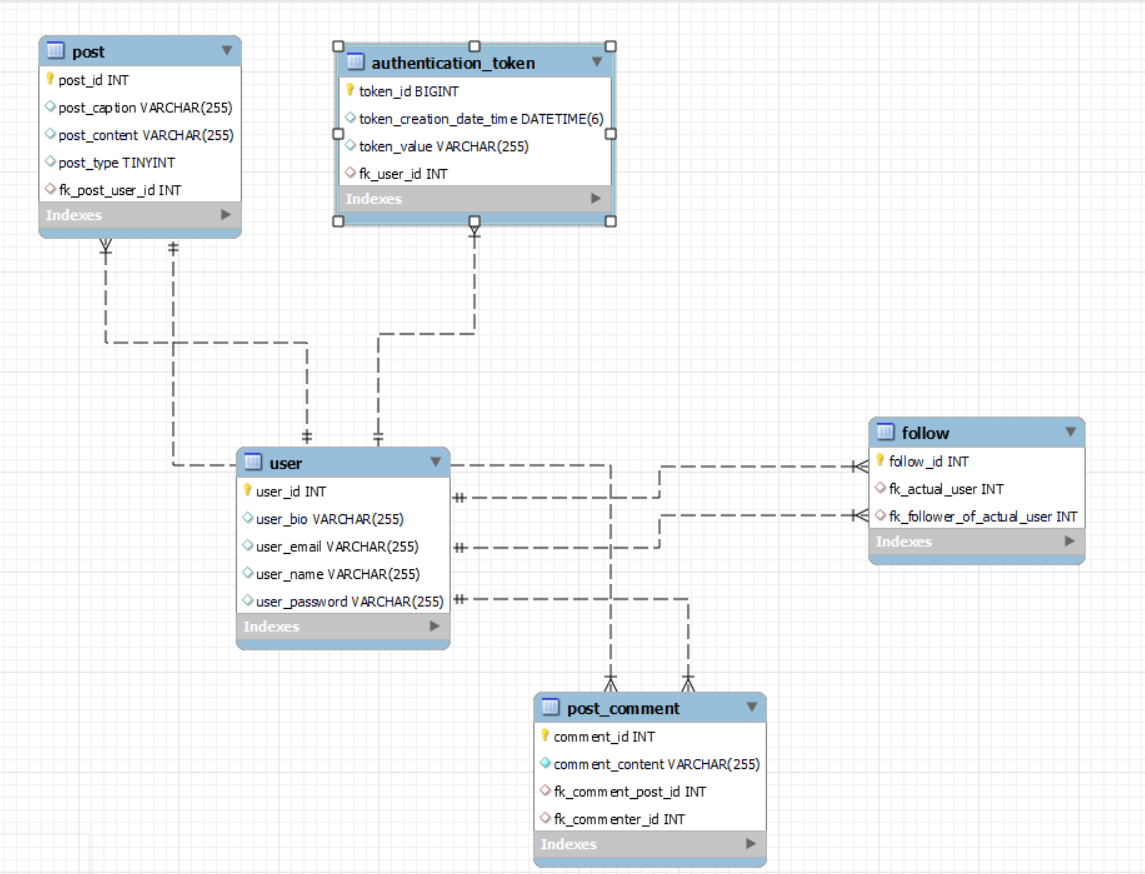 post
post_id INT
post_caption VARCHAR(255)
post_content VARCHAR(255)
post_type TINYINT
fk_post_user_id INT
Indexes
authentication_token
token_id BIGINT
token_creation_date_time DATETIME(6)
token_value VARCHAR(255)
fk_user_id INT
Indexes
user
user_id INT
user_bio VARCHAR(255)
user_email VARCHAR(255)
user_name VARCHAR(255)
user_password VARCHAR(255)
Indexes
follow
follow_id INT
fk_actual_user INT
fk_follower_of_actual_user INT
Indexes
post_comment
comment_id INT
comment_content VARCHAR(255)
fk_comment_post_id INT
fk_commenter_id INT
Indexes